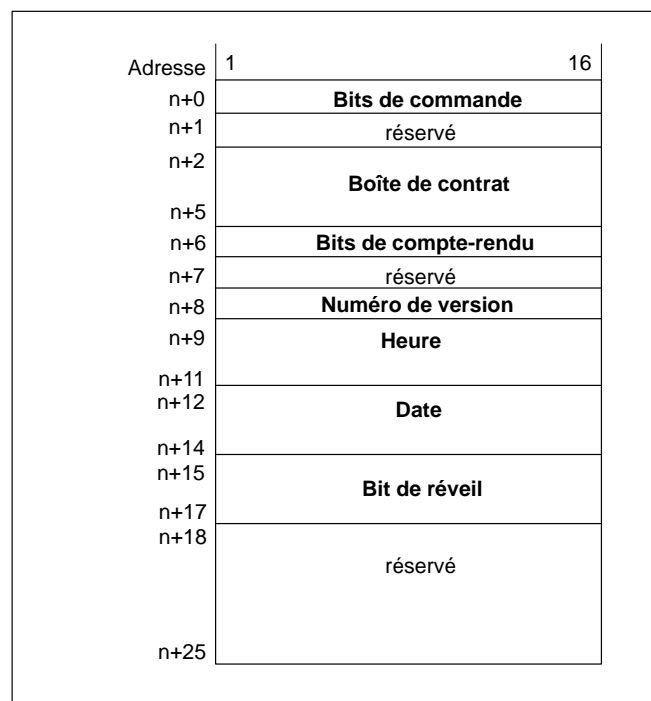 Adresse 1 16
n+0 Bits de commande
n+1 réservé
n+2
Boîte de contrat
n+5
n+6 Bits de compte-rendu
n+7 réservé
n+8 Numéro de version
n+9 Heure
n+11
n+12 Date
n+14
n+15
Bit de réveil
n+17
n+18
réservé
n+25